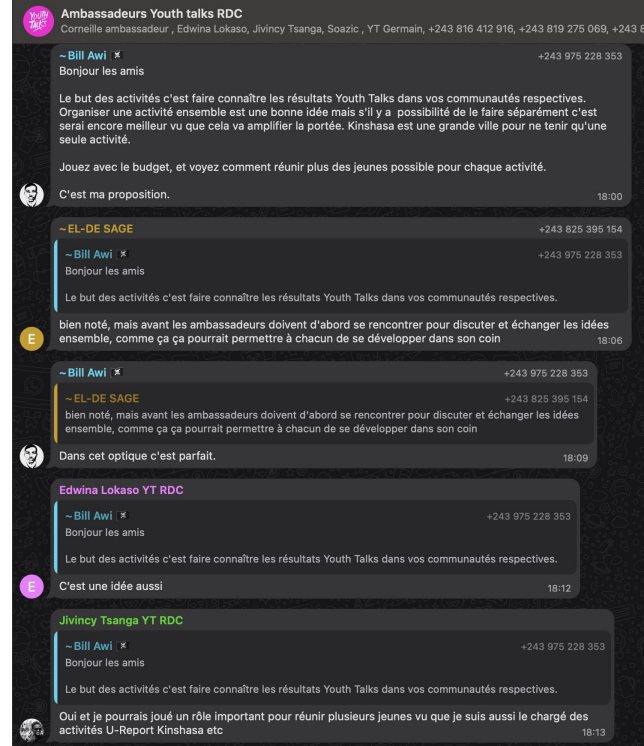 YOUTH
TALKS
Ambassadeurs Youth talks RDC
Corneille ambassadeur , Edwina Lokaso, Jivincy Tsanga, Soazic , YT Germain, +243 816 412 916, +243 819 275 069, +243 8
~Bill Awi
+243 975 228 353
Bonjour les amis
Le but des activités c'est faire connaître les résultats Youth Talks dans vos communautés respectives.
Organiser une activité ensemble est une bonne idée mais s'il y a possibilité de le faire séparément c'est
serai encore meilleur vu que cela va amplifier la portée. Kinshasa est une grande ville pour ne tenir qu'une
seule activité.
Jouez avec le budget, et voyez comment réunir plus des jeunes possible pour chaque activité.
C'est ma proposition.
18:00
~EL-DE SAGE
+243 825 395 154
~Bill Awi
+243 975 228 353
Bonjour les amis
Le but des activités c'est faire connaître les résultats Youth Talks dans vos communautés respectives.
E
bien noté, mais avant les ambassadeurs doivent d'abord se rencontrer pour discuter et échanger les idées
ensemble, comme ça ça pourrait permettre à chacun de se développer dans son coin
18:06
~Bill Awi
+243 975 228 353
~EL-DE SAGE
+243 825 395 154
bien noté, mais avant les ambassadeurs doivent d'abord se rencontrer pour discuter et échanger les idées
ensemble, comme ça ça pourrait permettre à chacun de se développer dans son coin
Dans cet optique c'est parfait.
18:09
Edwina Lokaso YT RDC
~Bill Awi
+243 975 228 353
Bonjour les amis
Le but des activités c'est faire connaître les résultats Youth Talks dans vos communautés respectives.
E
C'est une idée aussi
18:12
Jivincy Tsanga YT RDC
~Bill Awi
+243 975 228 353
Bonjour les amis
Le but des activités c'est faire connaître les résultats Youth Talks dans vos communautés respectives.
Oui et je pourrais joué un rôle important pour réunir plusieurs jeunes vu que je suis aussi le chargé des
activités U-Report Kinshasa etc
18:13